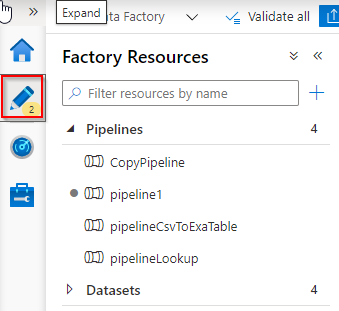 Expand
ta Factory
Validate all
2
Factory Resources
Filter resources by name
Pipelines 4
CopyPipeline
pipeline1
pipelineCsvToExaTable
pipelineLookup
Datasets 4